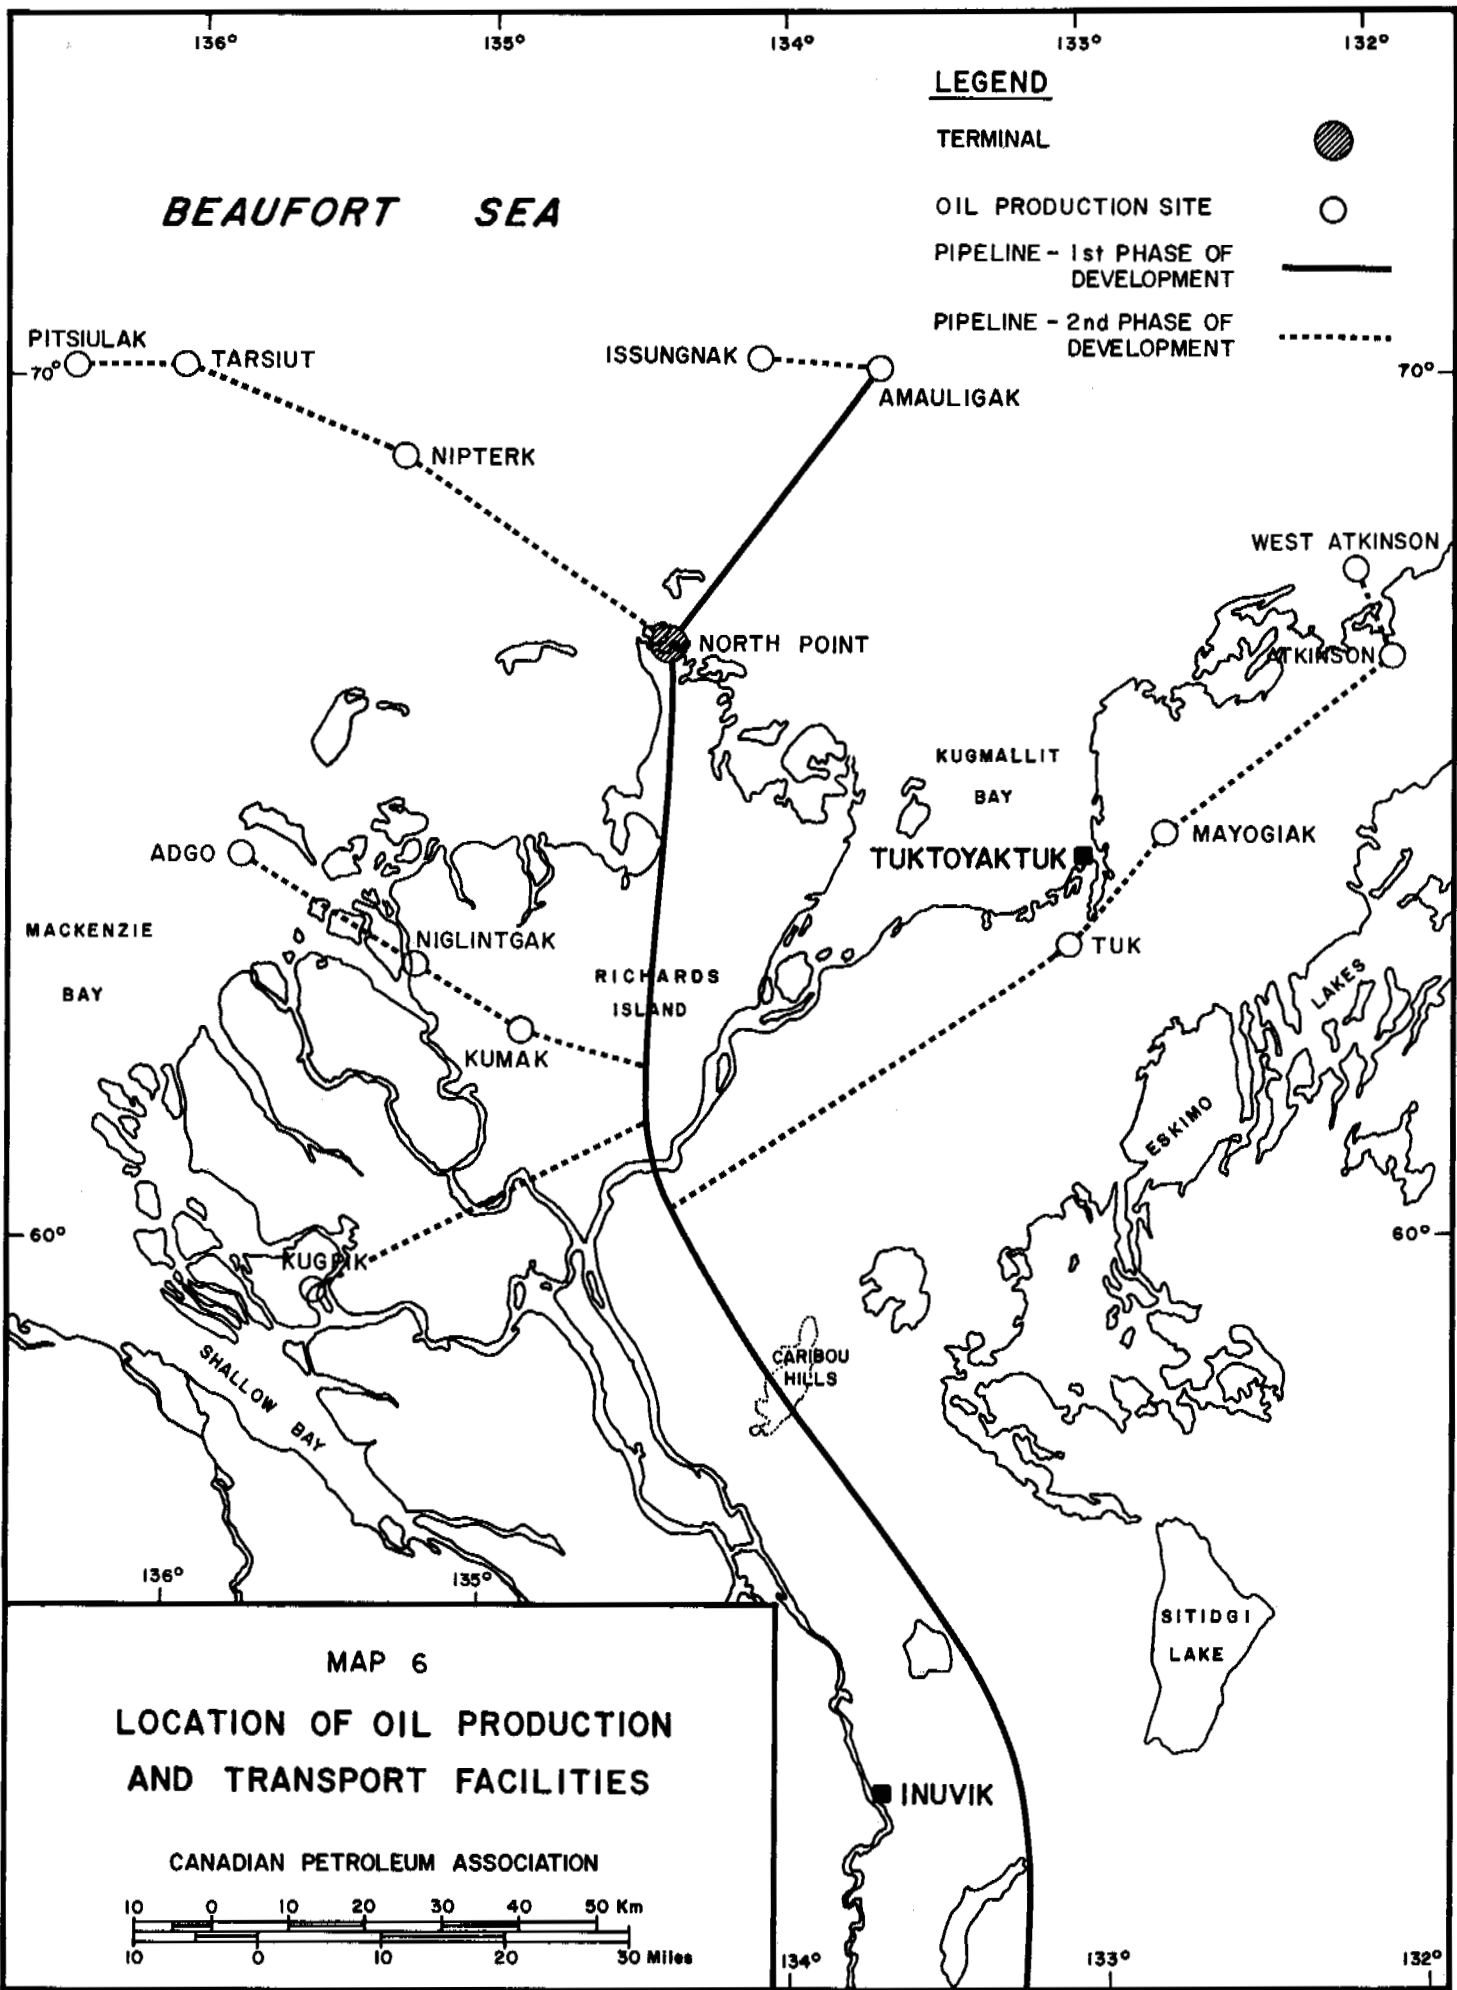 136° 135° 134° 133° 132°
LEGEND
TERMINAL
BEAUFORT SEA
OIL PRODUCTION SITE
PIPELINE - 1st PHASE OF
DEVELOPMENT
PIPELINE - 2nd PHASE OF
DEVELOPMENT
PITSIULAK
TARSIUT
ISSUNGNAK
70° 70°
AMAULIGAK
NIPTERK
WEST ATKINSON
NORTH POINT
ATKINSON
KUGMALLIT
BAY
MAYOGIAK
ADGO
TUKTOYAKTUK
MACKENZIE
BAY
NIGLINTGAK
TUK
RICHARDS
ISLAND
LAKES
KUMAK
ESKIMO
60° 60°
KUGPIK
SHALLOW
BAY
CARIBOU
HILLS
136° 135°
SITIDGI
LAKE
MAP 6
LOCATION OF OIL PRODUCTION
AND TRANSPORT FACILITIES
INUVIK
CANADIAN PETROLEUM ASSOCIATION
10 0 10 20 30 40 50 Km
10 0 10 20 30 Miles
134° 133° 132°